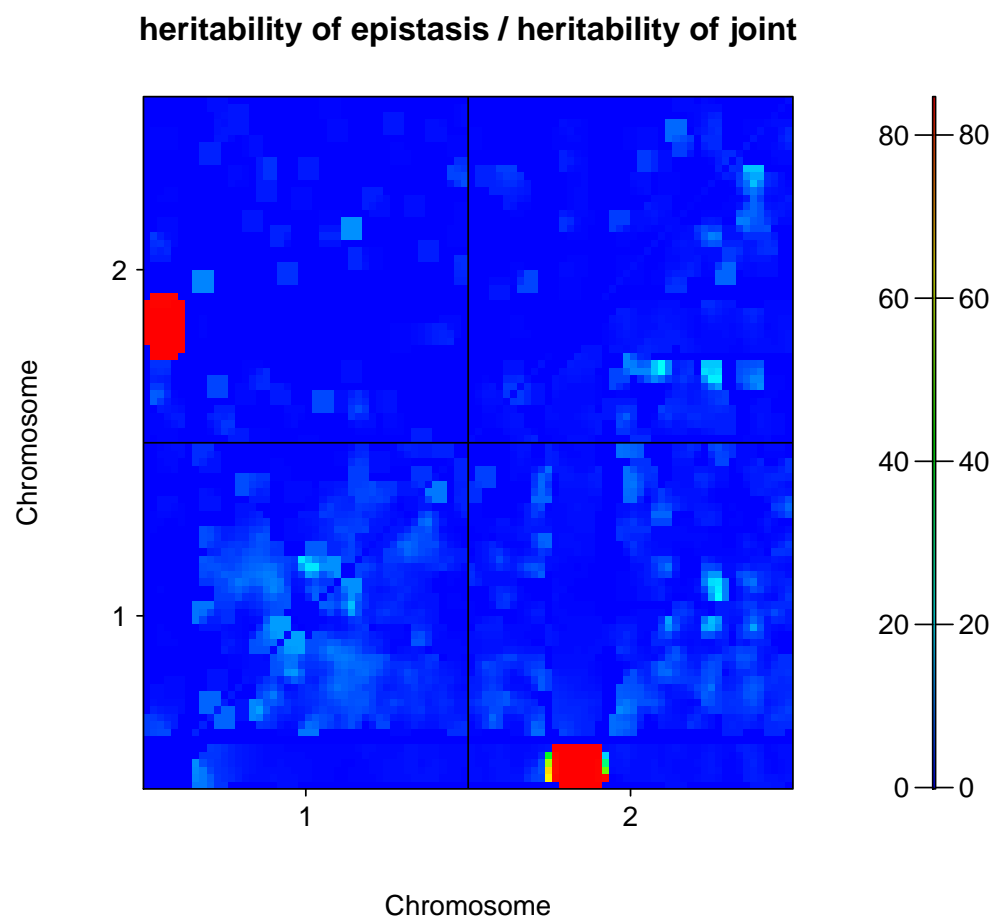 heritability of epistasis / heritability of joint
80 80
2
60 60
Chromosome
40 40
1
20 20
0 0
1 2
Chromosome